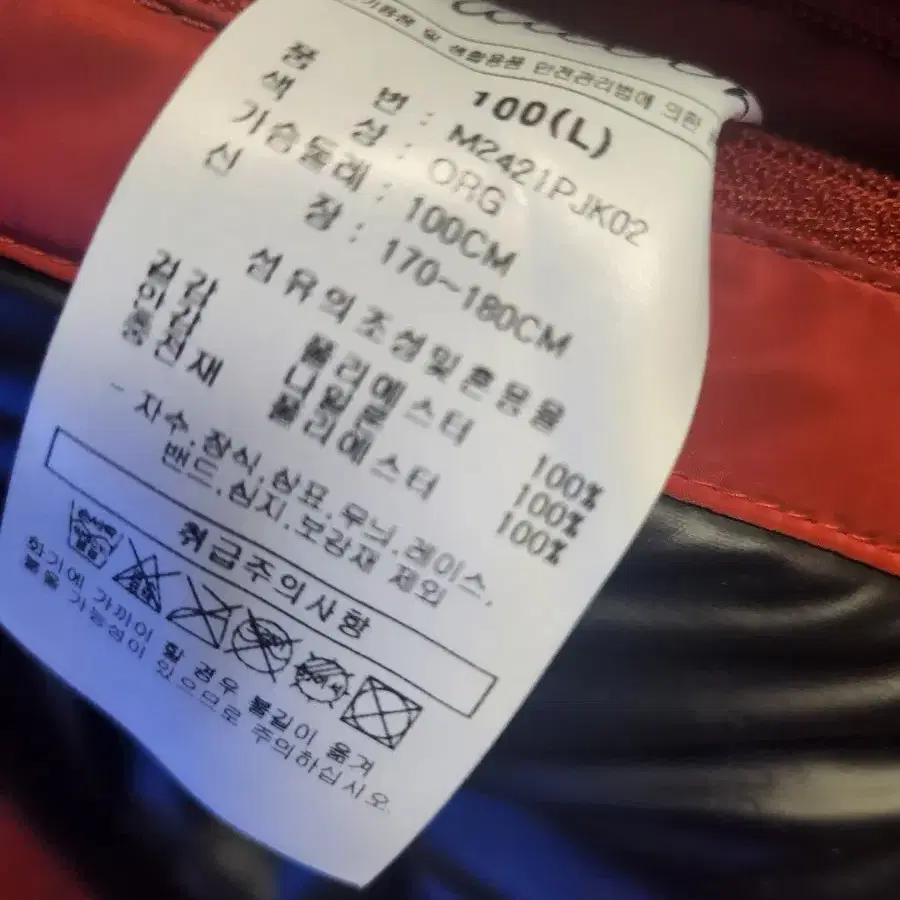 전기용품 및 생활용품 안전관리법에 의한
100(L)
품 번 : M2421PJK02
색 상 : ORG
가슴둘레 : 100CM
신 장 : 170~180CM
섬유의조성및혼용율
겉감 폴리에스터 100%
안감 나일론 100%
충전재 폴리에스터 100%
- 자수.장식.상표.무늬.레이스.
밴드.심지.보강재 제외
취급주의사항
화기에 가까이 할 경우 불길이 옮겨
붙을 가능성이 있으므로 주의하십시오.